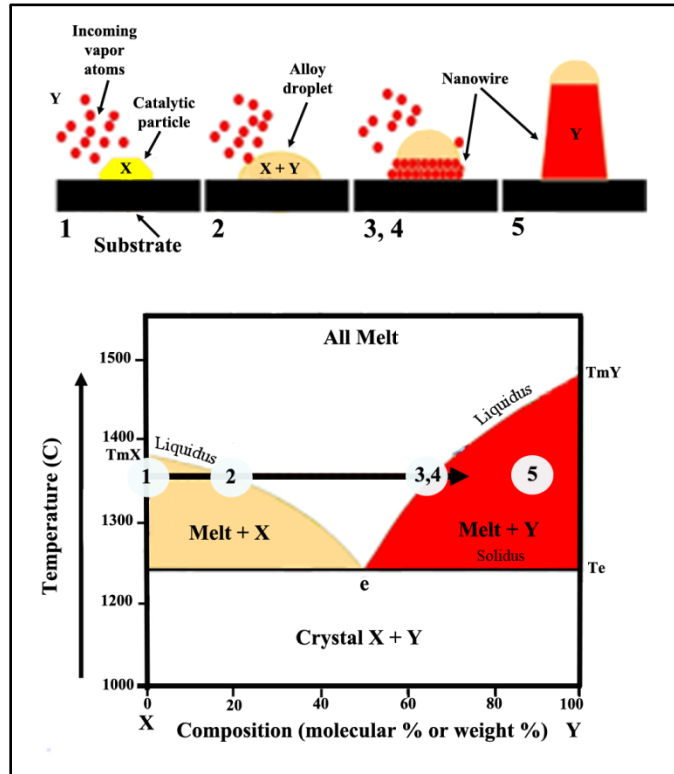 Incoming
vapor
atoms
Y
Catalytic
particle
X
Alloy
droplet
X + Y
Nanowire
Y
1
2
3, 4
5
Substrate
All Melt
1500
TmY
Liquidus
1400
TmX
Liquidus
1
2
3,4
5
1300
Melt + X
Melt + Y
Solidus
Te
e
1200
Crystal X + Y
1000
Temperature (C)
0
20
40
60
80
100
X
Composition (molecular % or weight %)
Y